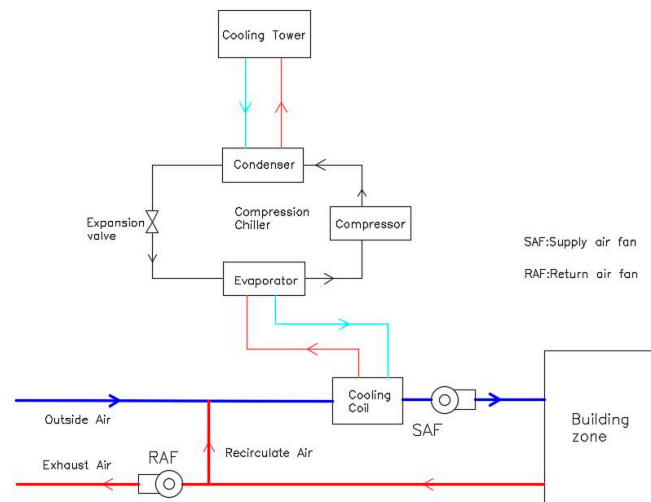 Cooling Tower
Condenser
Expansion
valve
Compression
Chiller
Compressor
SAF:Supply air fan
RAF:Return air fan
Evaporator
Cooling
Coil
SAF
Building
zone
Outside Air
RAF
Recirculate Air
Exhaust Air